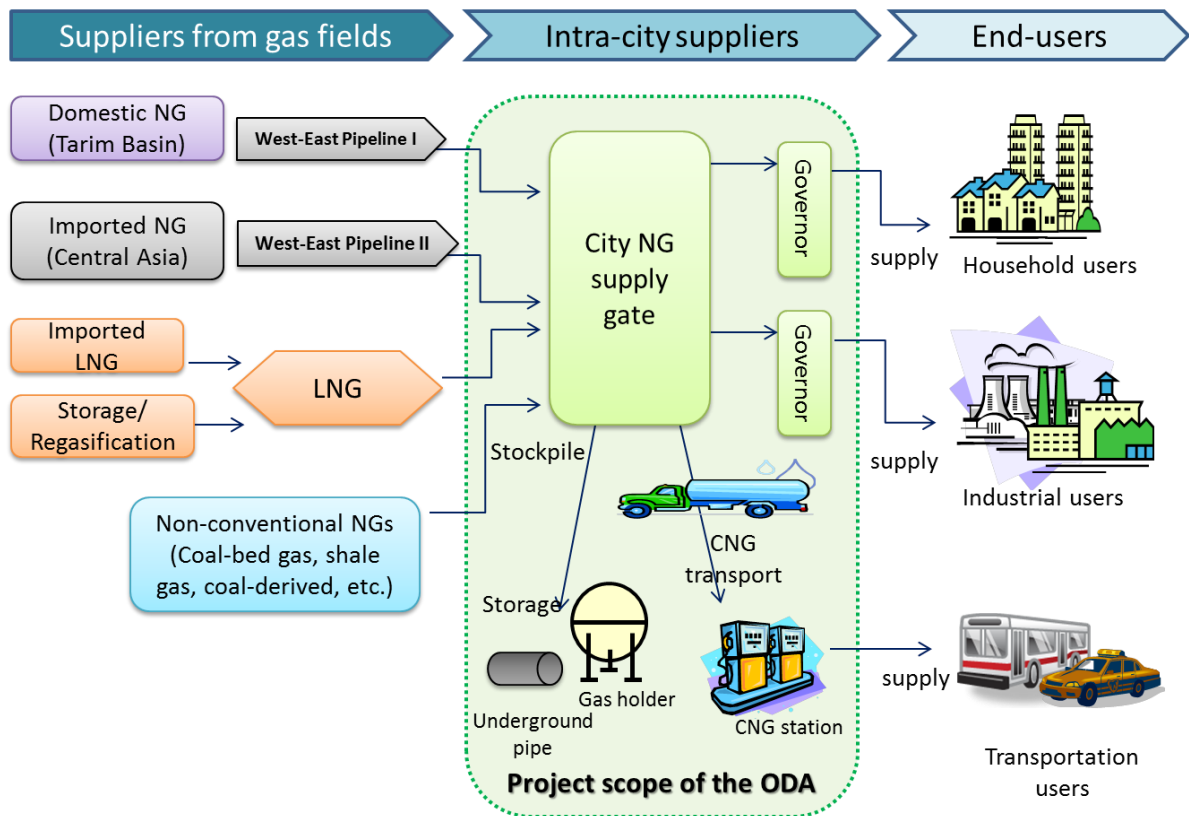 Suppliers from gas fields
Intra-city suppliers
End-users
Domestic NG
(Tarim Basin)
West-East Pipeline I
Imported NG
(Central Asia)
West-East Pipeline II
Imported
LNG
Storage/
Regasification
LNG
Non-conventional NGs
(Coal-bed gas, shale
gas, coal-derived, etc.)
City NG
supply
gate
Governor
Governor
Stockpile
CNG
transport
Storage
Gas holder
Underground
pipe
CNG station
Project scope of the ODA
supply
Household users
supply
Industrial users
supply
Transportation
users